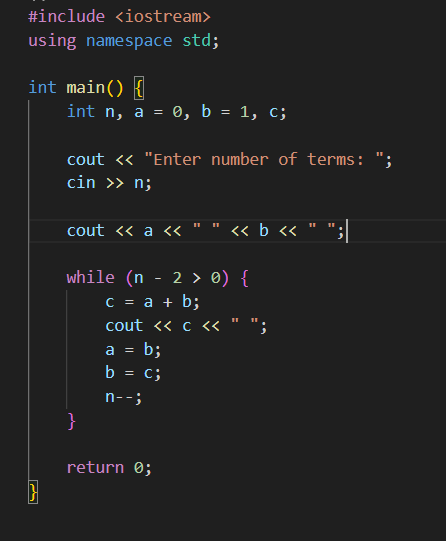 #include <iostream>
using namespace std;
int main() {
int n, a = 0, b = 1, c;
cout << "Enter number of terms: ";
cin >> n;
cout << a << " " << b << " ";
while (n - 2 > 0) {
c = a + b;
cout << c << " ";
a = b;
b = c;
n--;
}
return 0;
}